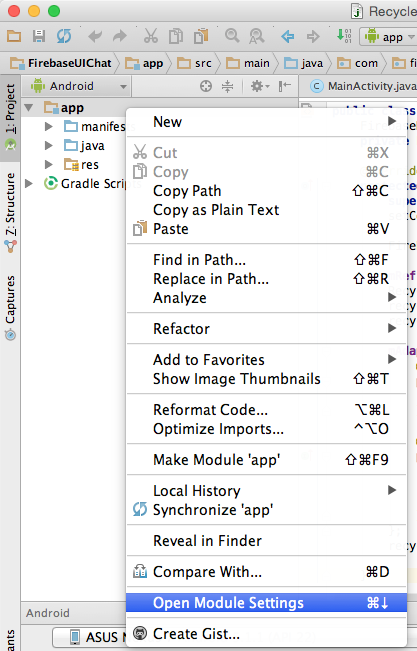 Recycle
app
FirebaseUIChat app src main java com
Android
MainActivity.java
1: Project
Z: Structure
Captures
app
manifes
java
res
Gradle Scrip
New
Cut ⌘X
Copy ⌘C
Copy Path ⇧⌘C
Copy as Plain Text
Paste ⌘V
Find in Path... ⇧⌘F
Replace in Path... ⇧⌘R
Analyze
Refactor
Add to Favorites
Show Image Thumbnails ⇧⌘T
Reformat Code... ⌥⌘L
Optimize Imports... ^⌥O
Make Module 'app' ⇧⌘F9
Local History
Synchronize 'app'
Reveal in Finder
Compare With... ⌘D
Open Module Settings ⌘↓
Create Gist...
Android
ASUS